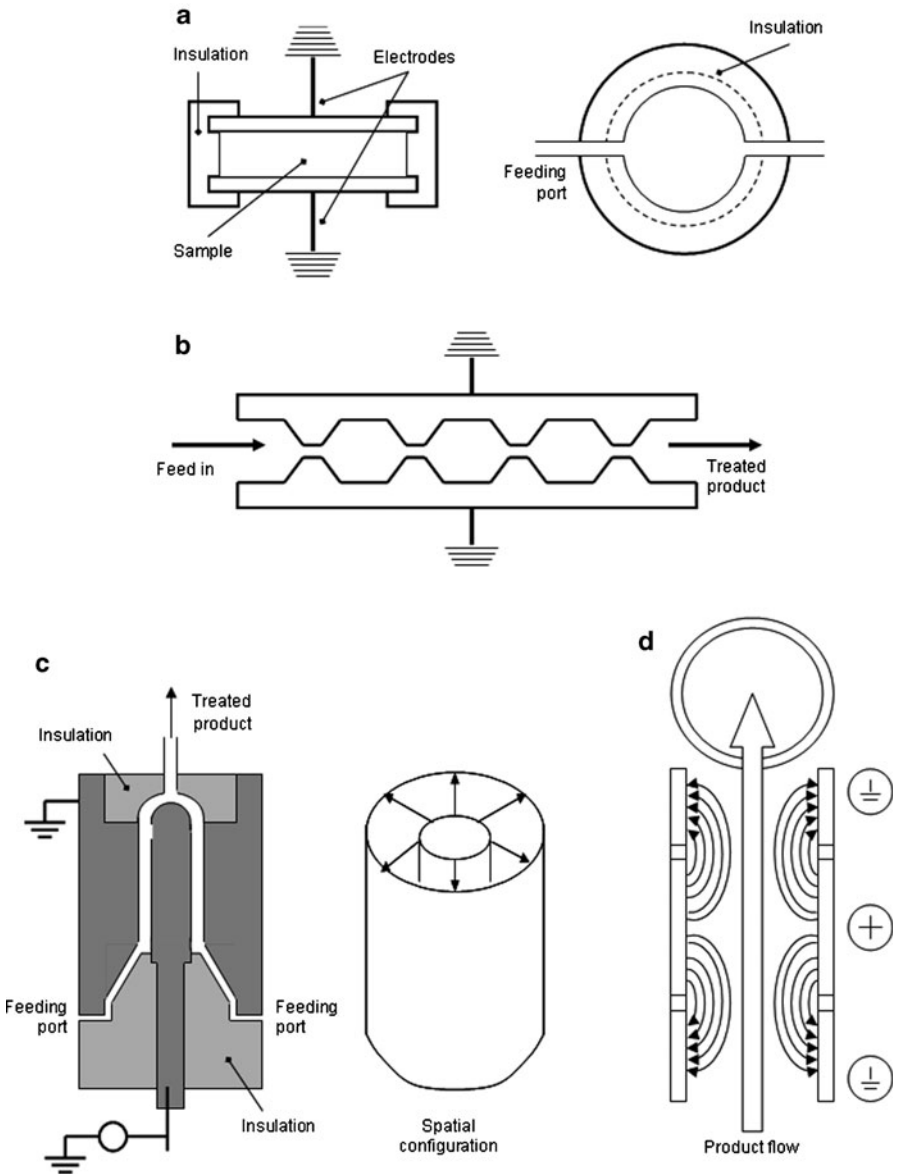 a
Insulation
Electrodes
Sample
Insulation
Feeding
port
b
Feed in
Treated
product
c
Treated
product
Insulation
Feeding
port
Feeding
port
Insulation
Spatial
configuration
d
+
Product flow